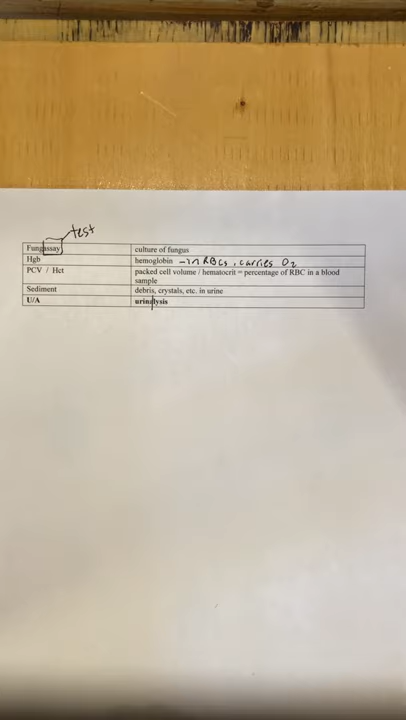 test
Fungassay culture of fungus
Hgb hemoglobin - in RBCs, carries O2
PCV / Hct packed cell volume / hematocrit = percentage of RBC in a blood
sample
Sediment debris, crystals, etc. in urine
U/A urinalysis